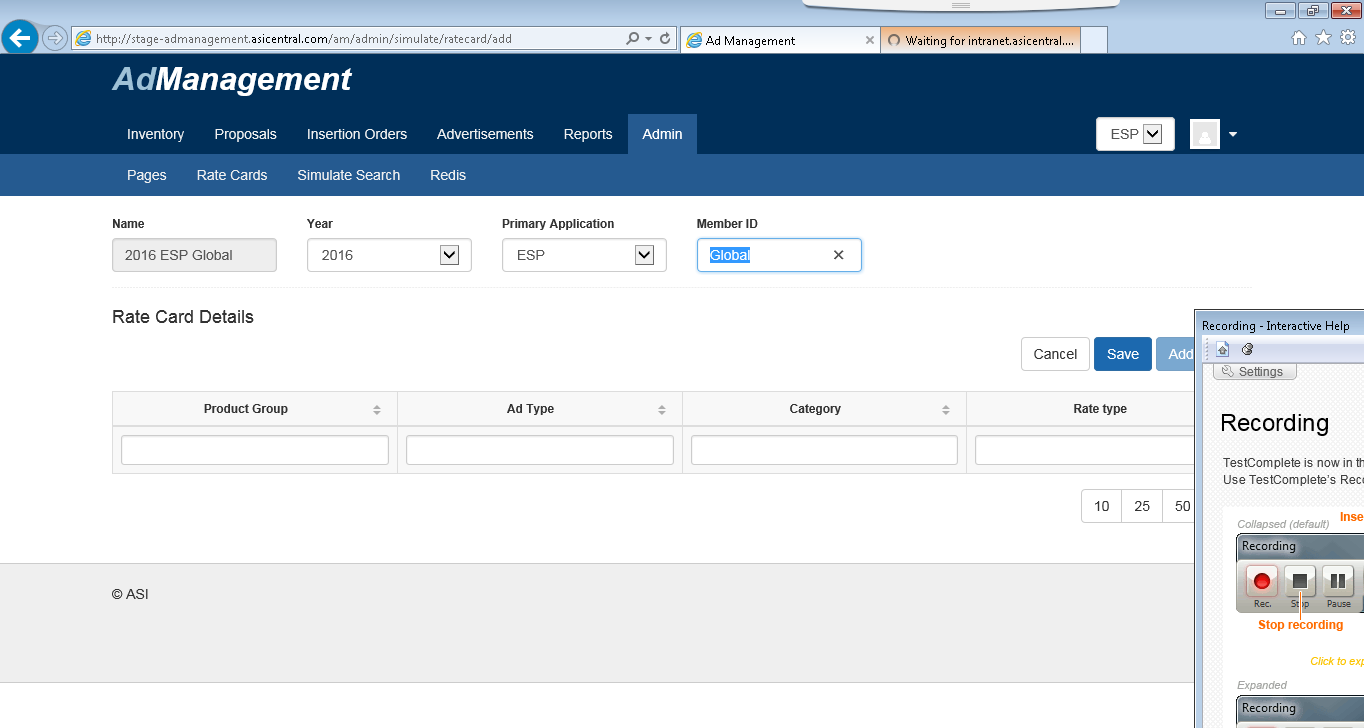 http://stage-admanagement.asicentral.com/am/admin/simulate/ratecard/add
Ad Management
Waiting for intranet.asicentral....
AdManagement
Inventory Proposals Insertion Orders Advertisements Reports Admin
ESP
Pages Rate Cards Simulate Search Redis
Name Year Primary Application Member ID
2016 ESP Global 2016 ESP Global
Rate Card Details
Cancel Save Add
Product Group Ad Type Category Rate type
10 25 50
© ASI
Recording - Interactive Help
Settings
Recording
TestComplete is now in th
Use TestComplete's Reco
Collapsed (default) Inse
Recording
Rec. Stop Pause
Stop recording
Click to exp
Expanded
Recording